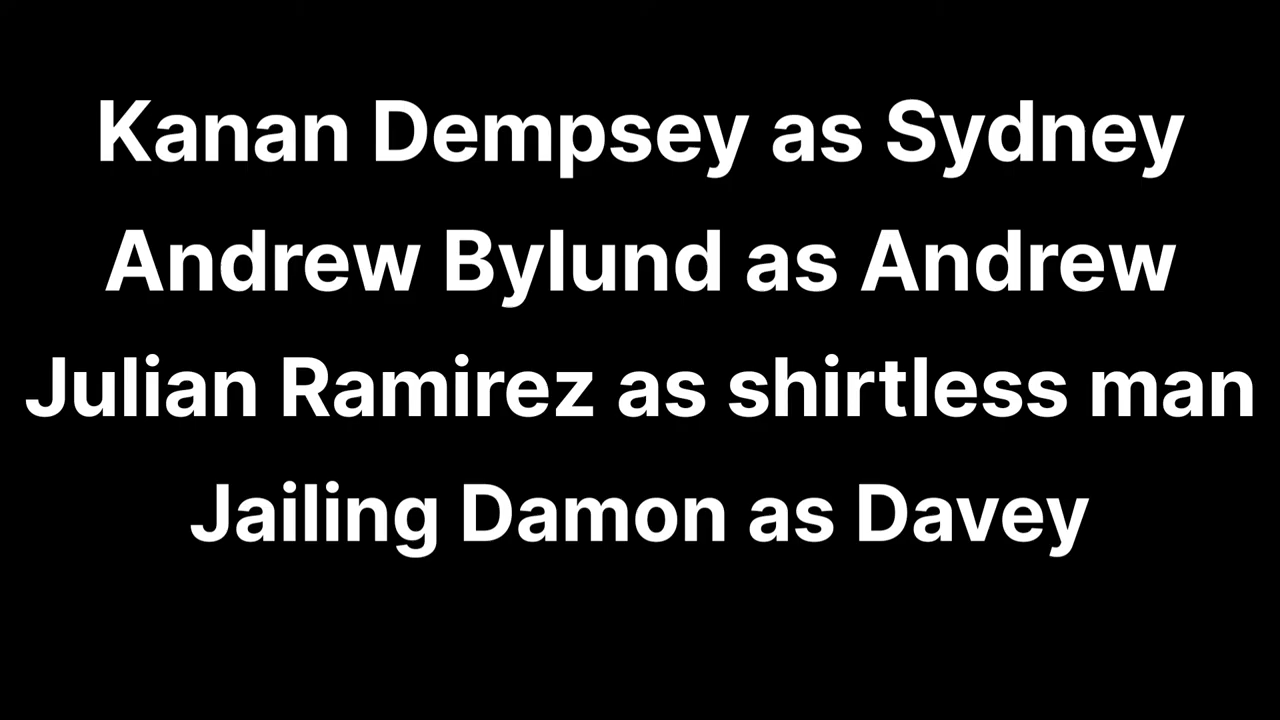 Kanan Dempsey as Sydney
Andrew Bylund as Andrew
Julian Ramirez as shirtless man
Jailing Damon as Davey